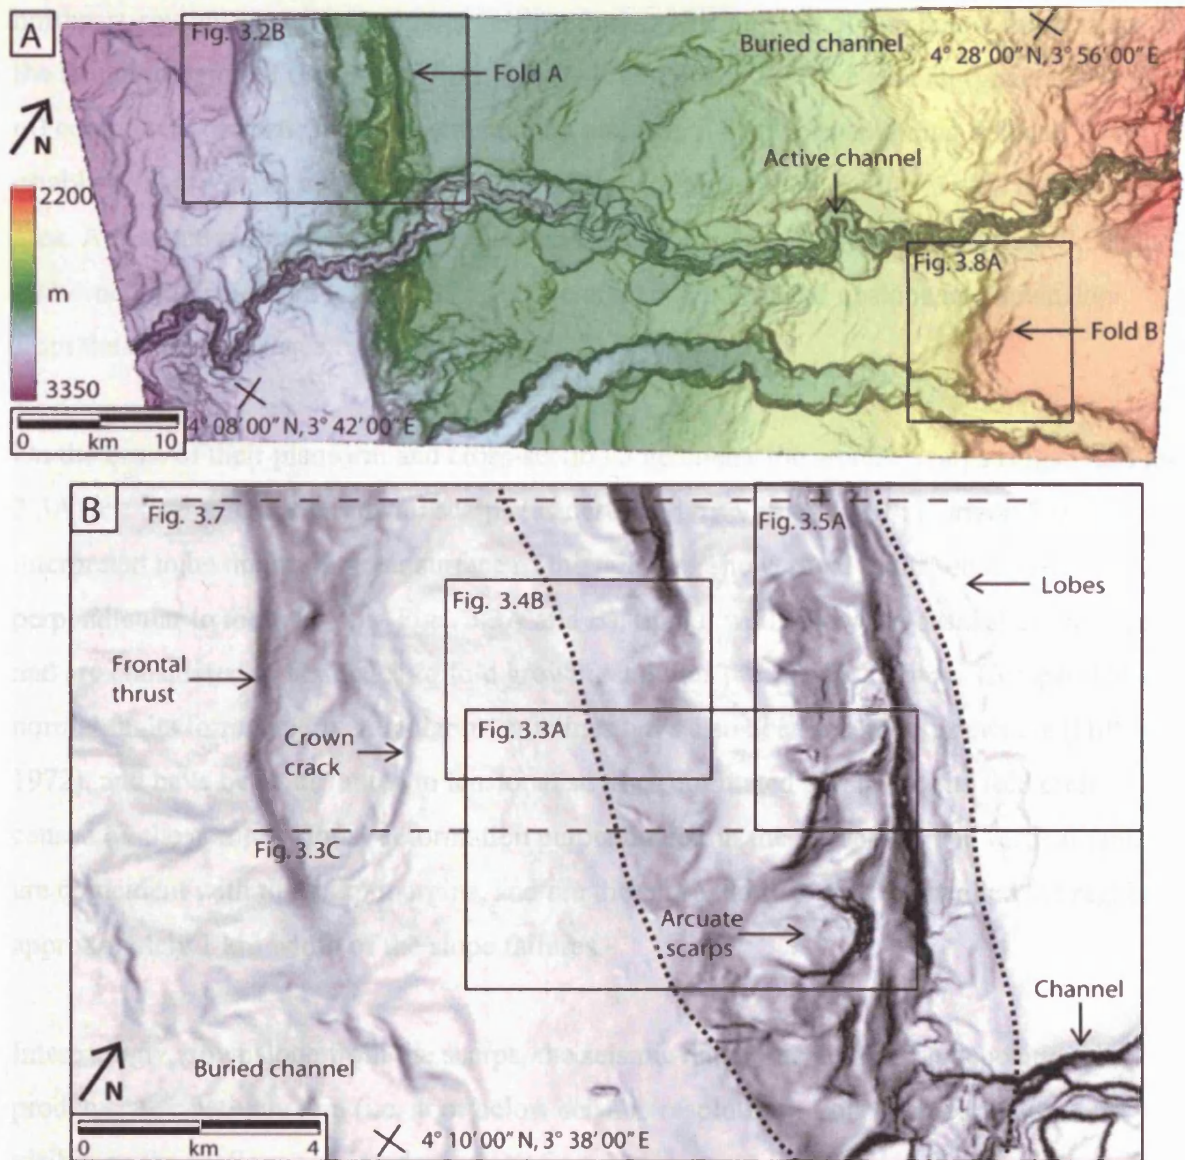 A
Fig. 3.2B
Fold A
Buried channel
4° 28' 00" N, 3° 56' 00" E
N
Active channel
2200
m
3350
Fig. 3.8A
Fold B
4° 08' 00" N, 3° 42' 00" E
0 km 10
B
Fig. 3.7
Fig. 3.5A
Lobes
Fig. 3.4B
Frontal
thrust
Fig. 3.3A
Crown
crack
Fig. 3.3C
Arcuate
scarps
Channel
Buried channel
N
0 km 4
4° 10' 00" N, 3° 38' 00" E